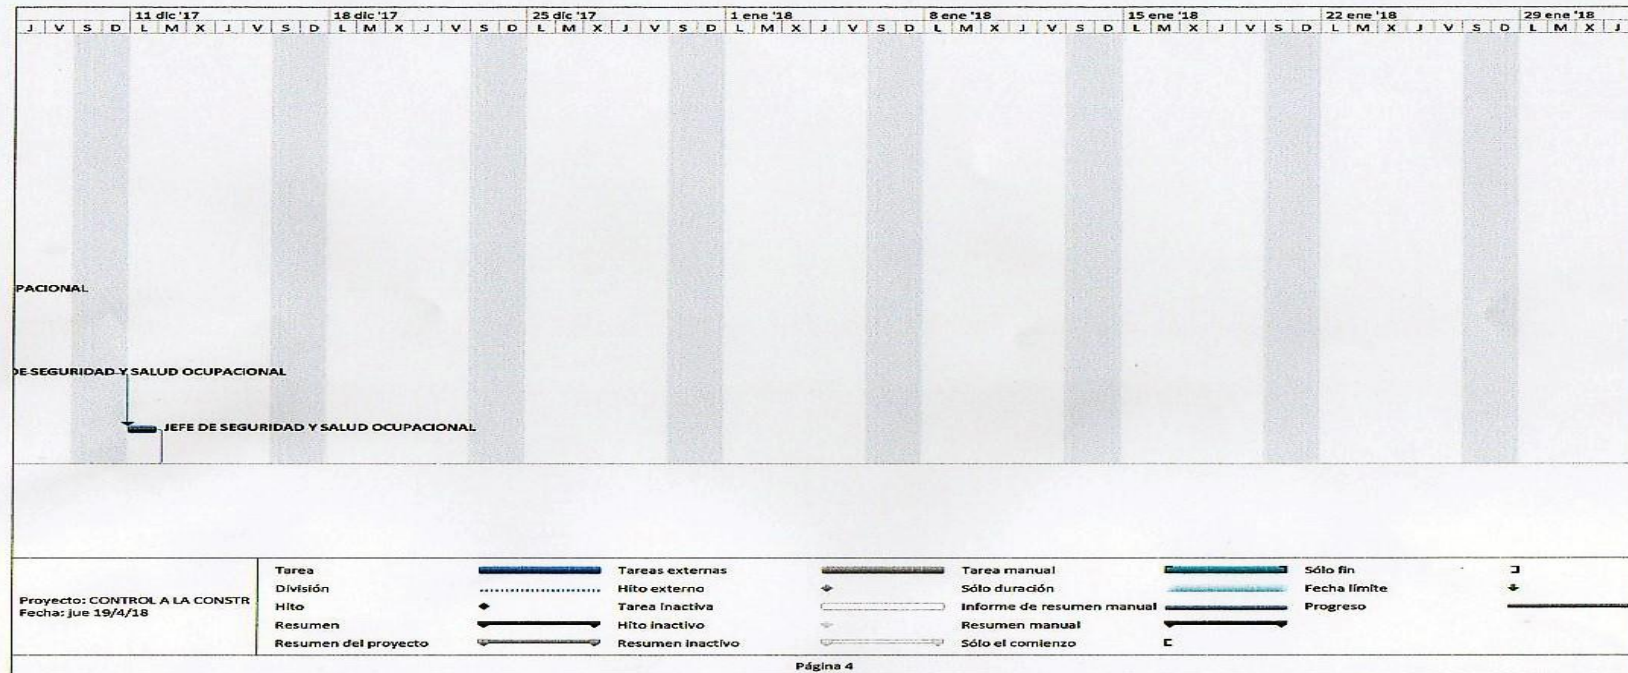 11 dic '17 18 dic '17 25 dic '17 1 ene '18 8 ene '18 15 ene '18 22 ene '18 29 ene '18
J V S D L M X J V S D L M X J V S D L M X J V S D L M X J V S D L M X J V S D L M X J V S D L M X J V S D L M X J
PACIONAL
DE SEGURIDAD Y SALUD OCUPACIONAL
JEFE DE SEGURIDAD Y SALUD OCUPACIONAL
Proyecto: CONTROL A LA CONSTR
Fecha: jue 19/4/18
Tarea Tareas externas Tarea manual Sólo fin
División Hito externo Sólo duración Fecha límite
Hito Tarea inactiva Informe de resumen manual Progreso
Resumen Hito inactivo Resumen manual
Resumen del proyecto Resumen inactivo Sólo el comienzo
Página 4